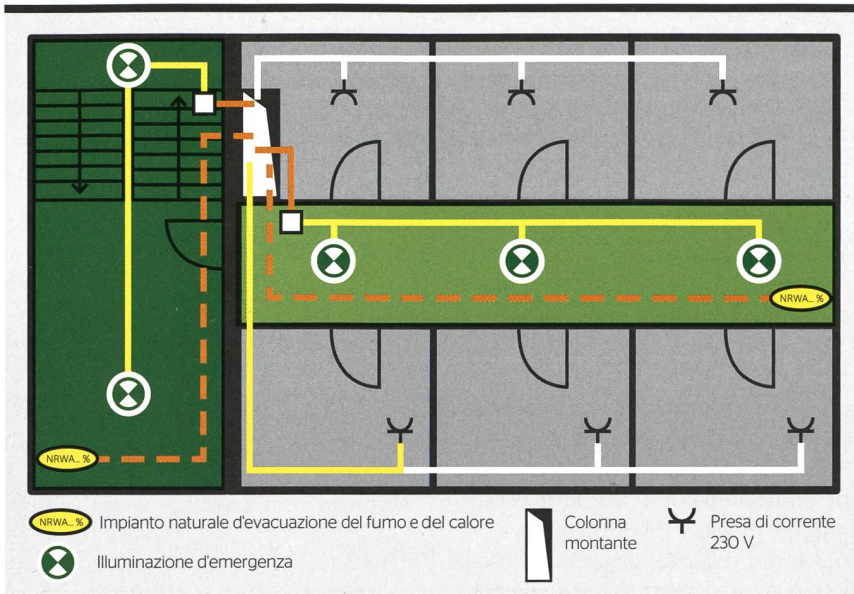 NRWA... %
NRWA... %
NRWA... % Impianto naturale d'evacuazione del fumo e del calore
Illuminazione d'emergenza
Colonna
montante
Presa di corrente
230 V